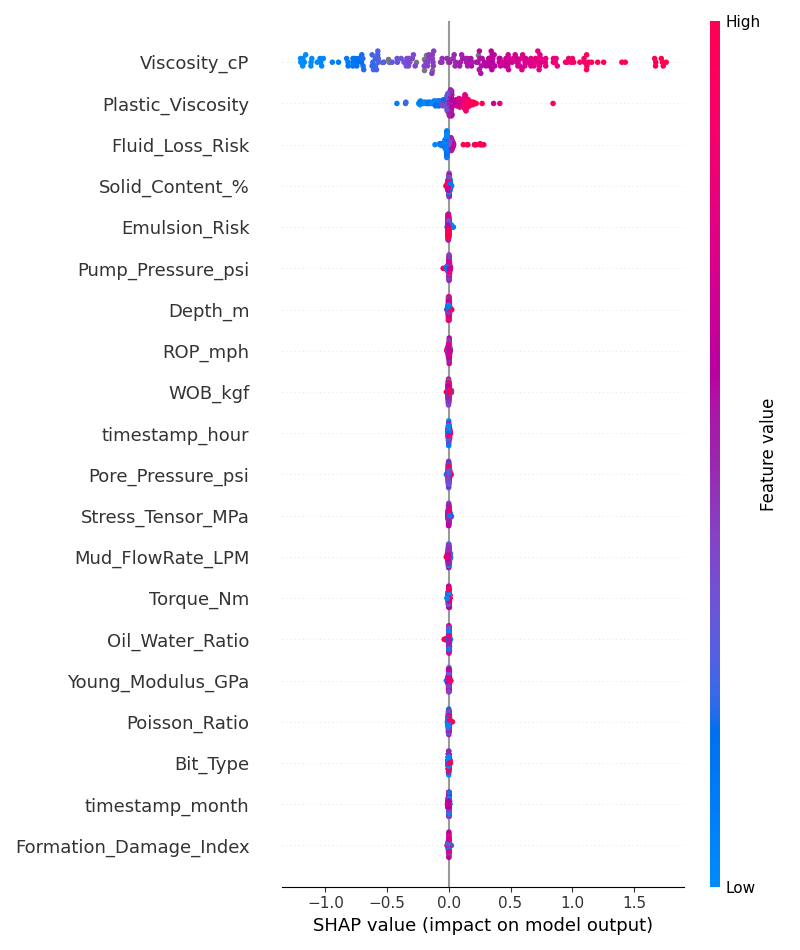 High
Viscosity_cP
Plastic_Viscosity
Fluid_Loss_Risk
Solid_Content_%
Emulsion_Risk
Pump_Pressure_psi
Depth_m
ROP_mph
WOB_kgf
timestamp_hour
Pore_Pressure_psi
Stress_Tensor_MPa
Mud_FlowRate_LPM
Torque_Nm
Oil_Water_Ratio
Young_Modulus_GPa
Poisson_Ratio
Bit_Type
timestamp_month
Formation_Damage_Index
Feature value
Low
−1.0 −0.5 0.0 0.5 1.0 1.5
SHAP value (impact on model output)